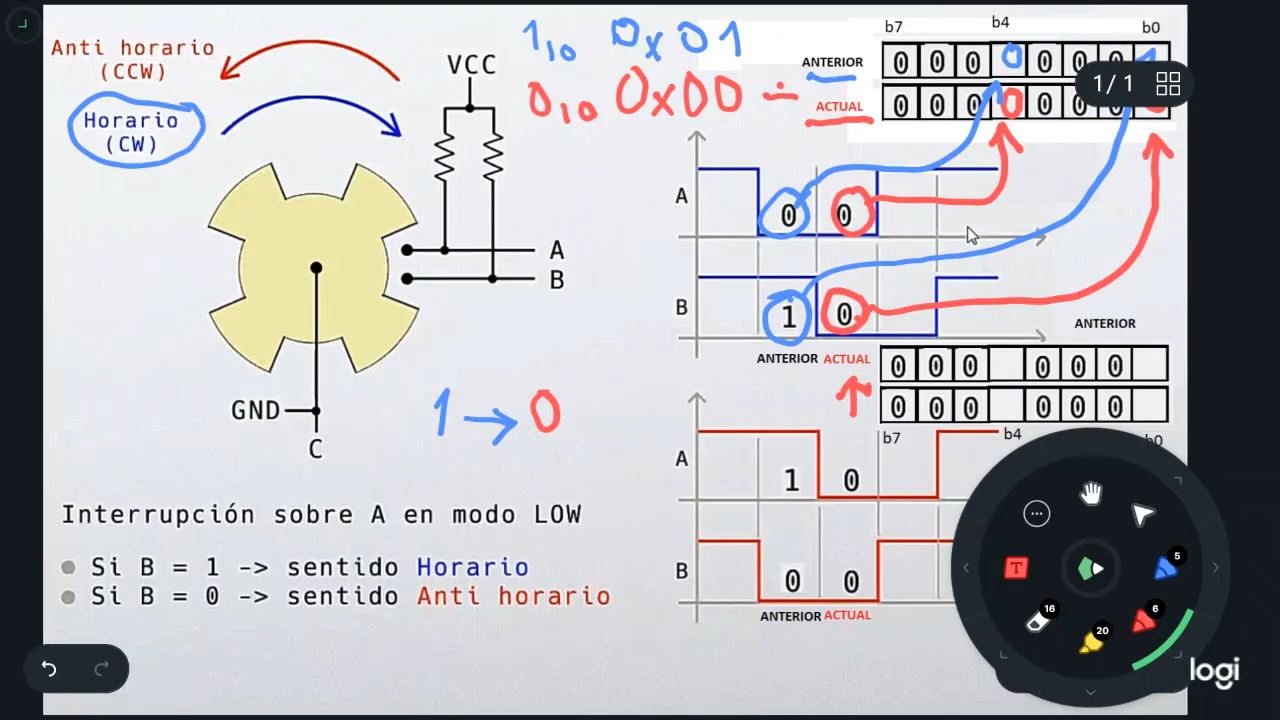 Anti horario
(CCW)
Horario
(CW)
VCC
A
B
GND
C
1₁₀ 0x01
0₁₀ 0x00
1 → 0
Interrupción sobre A en modo LOW
Si B = 1 -> sentido Horario
Si B = 0 -> sentido Anti horario
b7 b4 b0
ANTERIOR 0 0 0 0 0 0 0 1
ACTUAL 0 0 0 0 0 0
1/1
A
0 0
B
1 0
ANTERIOR ACTUAL
ANTERIOR
0 0 0 0 0 0
0 0 0 0 0 0
b7 b4 b0
A
1 0
B
0 0
ANTERIOR ACTUAL
T
5
16
6
20
logi